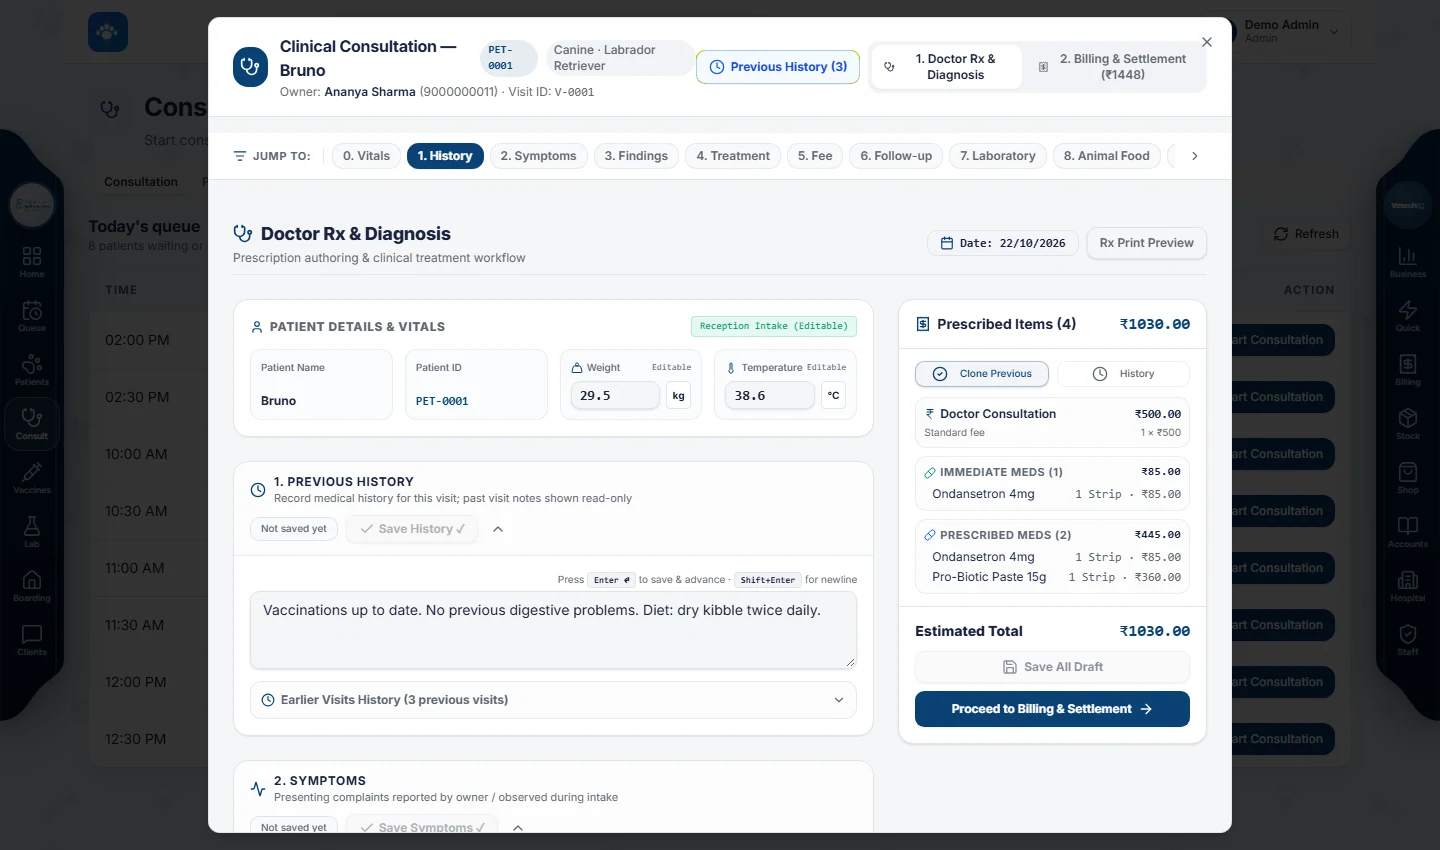 Clinical Consultation — Bruno
PET-0001
Canine · Labrador Retriever
Owner: Ananya Sharma (9000000011) · Visit ID: V-0001
Previous History (3)
1. Doctor Rx & Diagnosis
2. Billing & Settlement (₹1448)
Demo Admin
Admin
JUMP TO:
0. Vitals
1. History
2. Symptoms
3. Findings
4. Treatment
5. Fee
6. Follow-up
7. Laboratory
8. Animal Food
Doctor Rx & Diagnosis
Prescription authoring & clinical treatment workflow
Date: 22/10/2026
Rx Print Preview
PATIENT DETAILS & VITALS
Reception Intake (Editable)
Patient Name
Bruno
Patient ID
PET-0001
Weight
Editable
29.5
kg
Temperature
Editable
38.6
°C
1. PREVIOUS HISTORY
Record medical history for this visit; past visit notes shown read-only
Not saved yet
✓ Save History ✓
Press Enter ↵ to save & advance · Shift+Enter for newline
Vaccinations up to date. No previous digestive problems. Diet: dry kibble twice daily.
Earlier Visits History (3 previous visits)
2. SYMPTOMS
Presenting complaints reported by owner / observed during intake
Not saved yet
✓ Save Symptoms ✓
Prescribed Items (4)
₹1030.00
Clone Previous
History
₹ Doctor Consultation
₹500.00
Standard fee
1 × ₹500
IMMEDIATE MEDS (1)
₹85.00
Ondansetron 4mg
1 Strip · ₹85.00
PRESCRIBED MEDS (2)
₹445.00
Ondansetron 4mg
1 Strip · ₹85.00
Pro-Biotic Paste 15g
1 Strip · ₹360.00
Estimated Total
₹1030.00
Save All Draft
Proceed to Billing & Settlement →
Cons
Start cons
Consultation
P
Today's queue
8 patients waiting or
Refresh
TIME
ACTION
02:00 PM
art Consultation
02:30 PM
art Consultation
10:00 AM
art Consultation
10:30 AM
art Consultation
11:00 AM
art Consultation
11:30 AM
art Consultation
12:00 PM
art Consultation
12:30 PM
art Consultation
Home
Queue
Patients
Consult
Vaccines
Lab
Boarding
Clients
Business
Quick
Billing
Stock
Shop
Accounts
Hospital
Staff